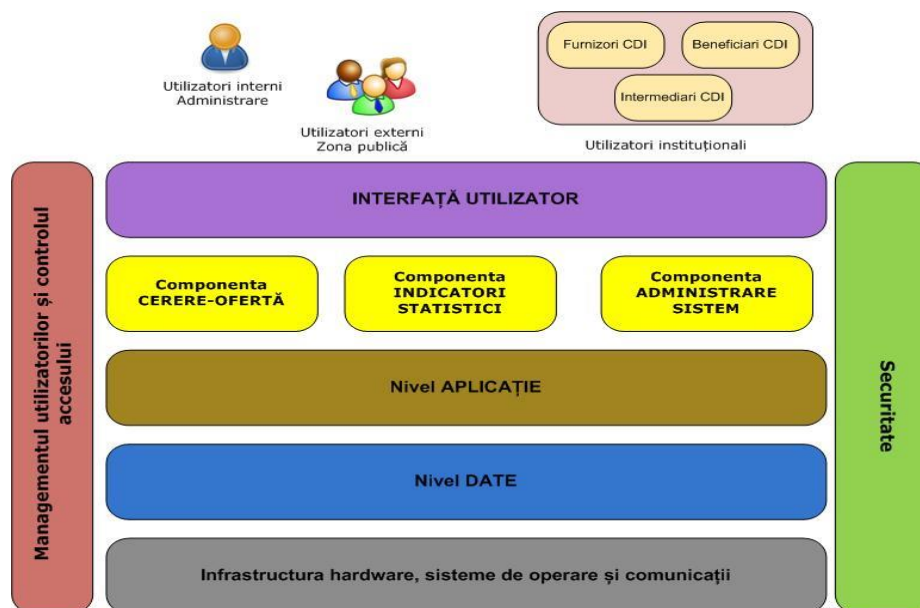 Furnizori CDI
Beneficiari CDI
Intermediari CDI
Utilizatori interni
Administrare
Utilizatori externi
Zona publică
Utilizatori instituționali
Managementul utilizatorilor și controlul
accesului
INTERFAȚĂ UTILIZATOR
Componenta
CERERE-OFERTĂ
Componenta
INDICATORI
STATISTICI
Componenta
ADMINISTRARE
SISTEM
Nivel APLICAȚIE
Nivel DATE
Infrastructura hardware, sisteme de operare și comunicații
Securitate